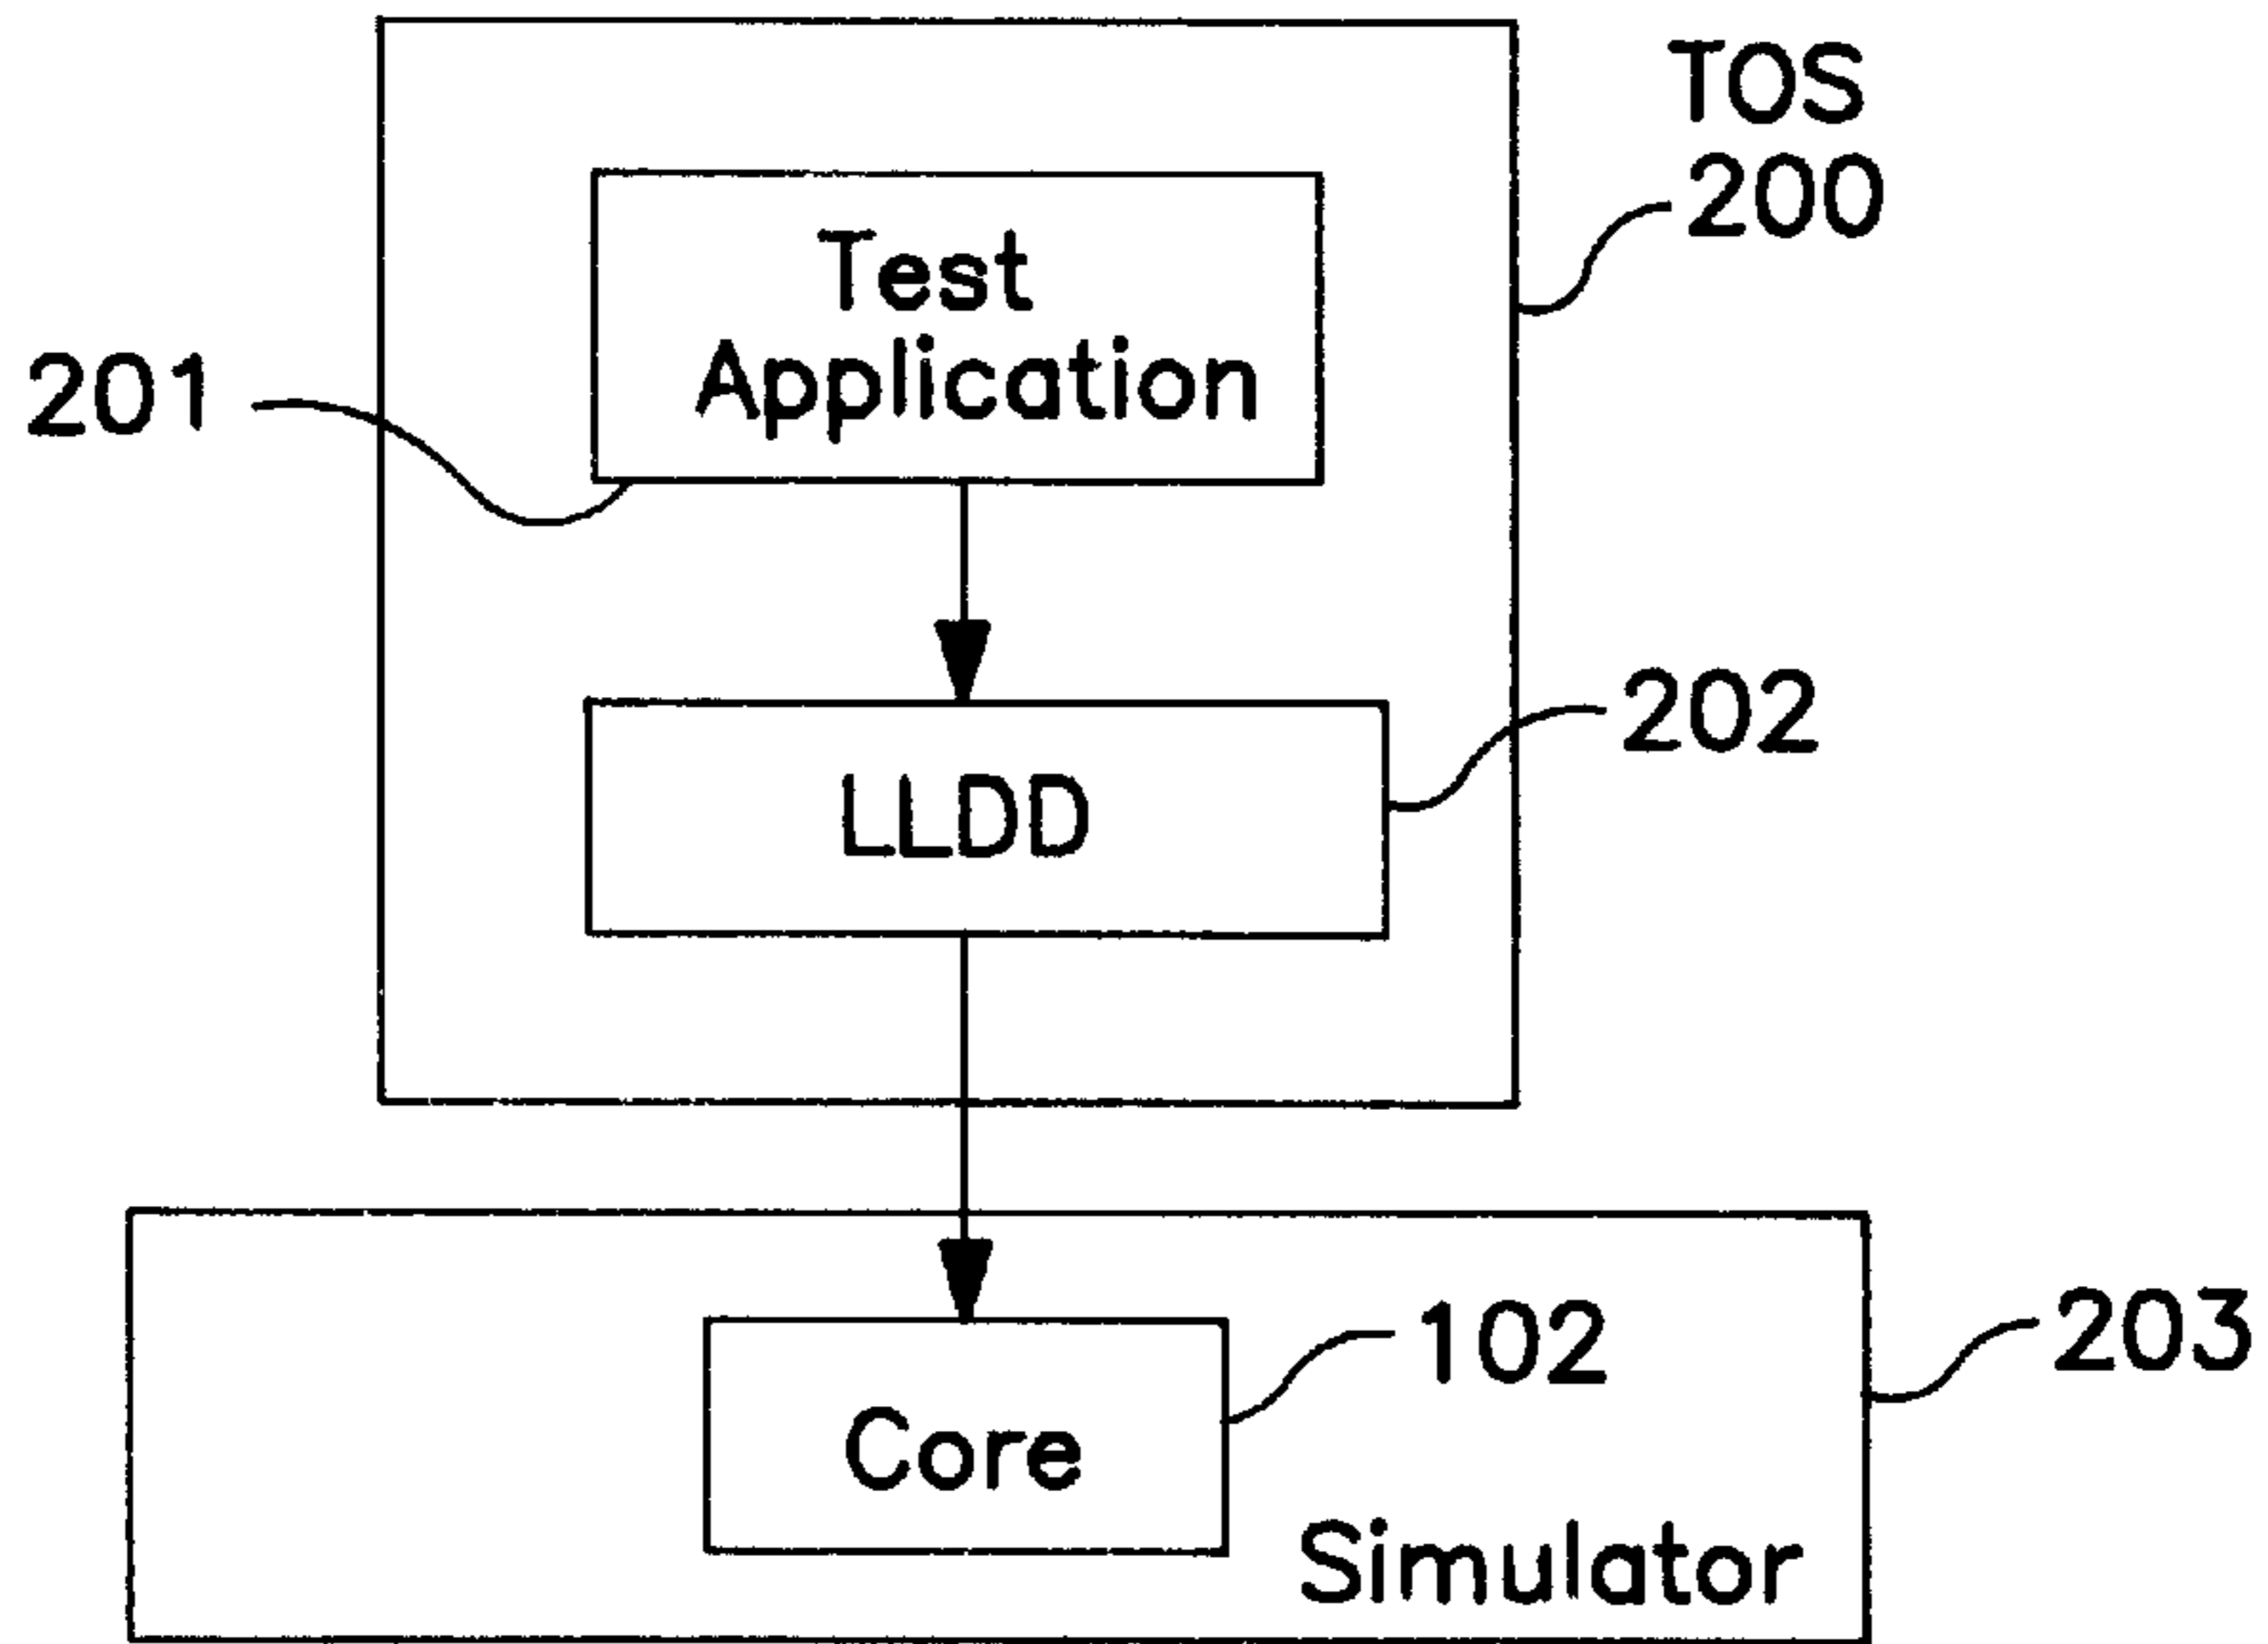 TOS
200
Test
Application
201
202
LLDD
203
102
Core
Simulator